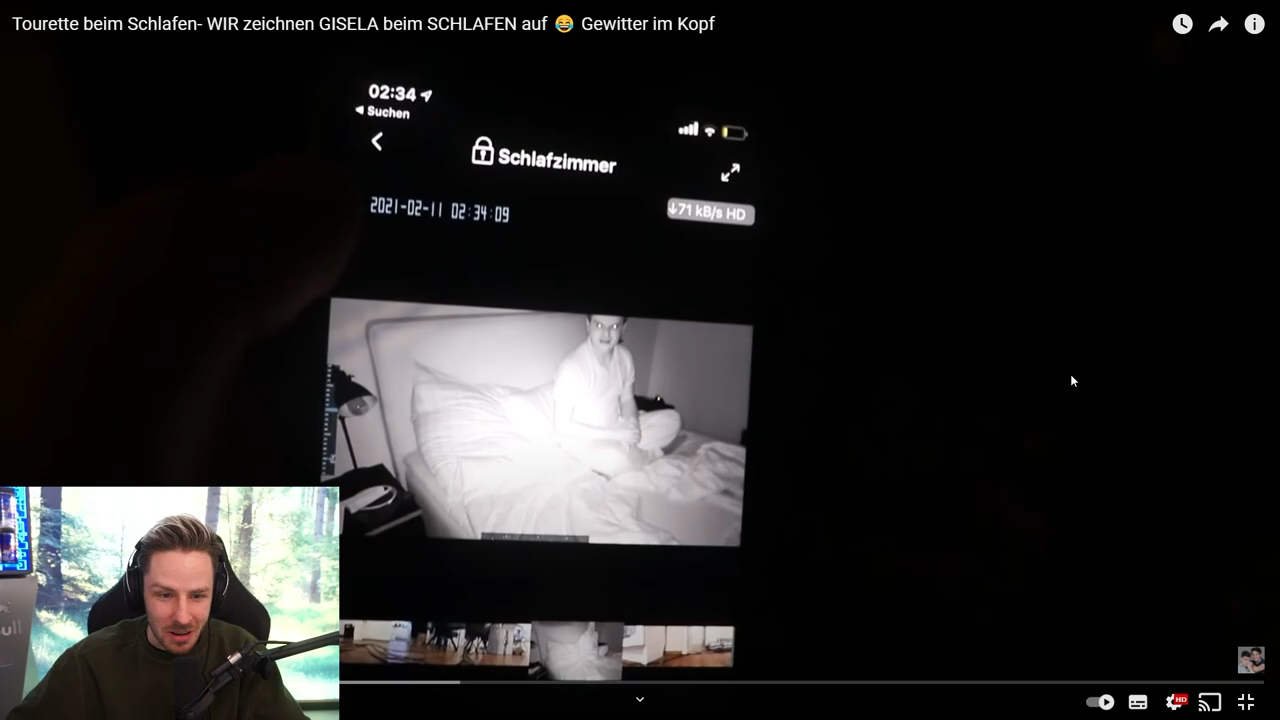 Tourette beim Schlafen- WIR zeichnen GISELA beim SCHLAFEN auf 😂 Gewitter im Kopf
02:34
Suchen
Schlafzimmer
2021-02-11 02:34:09
↓71 kB/s HD
HD